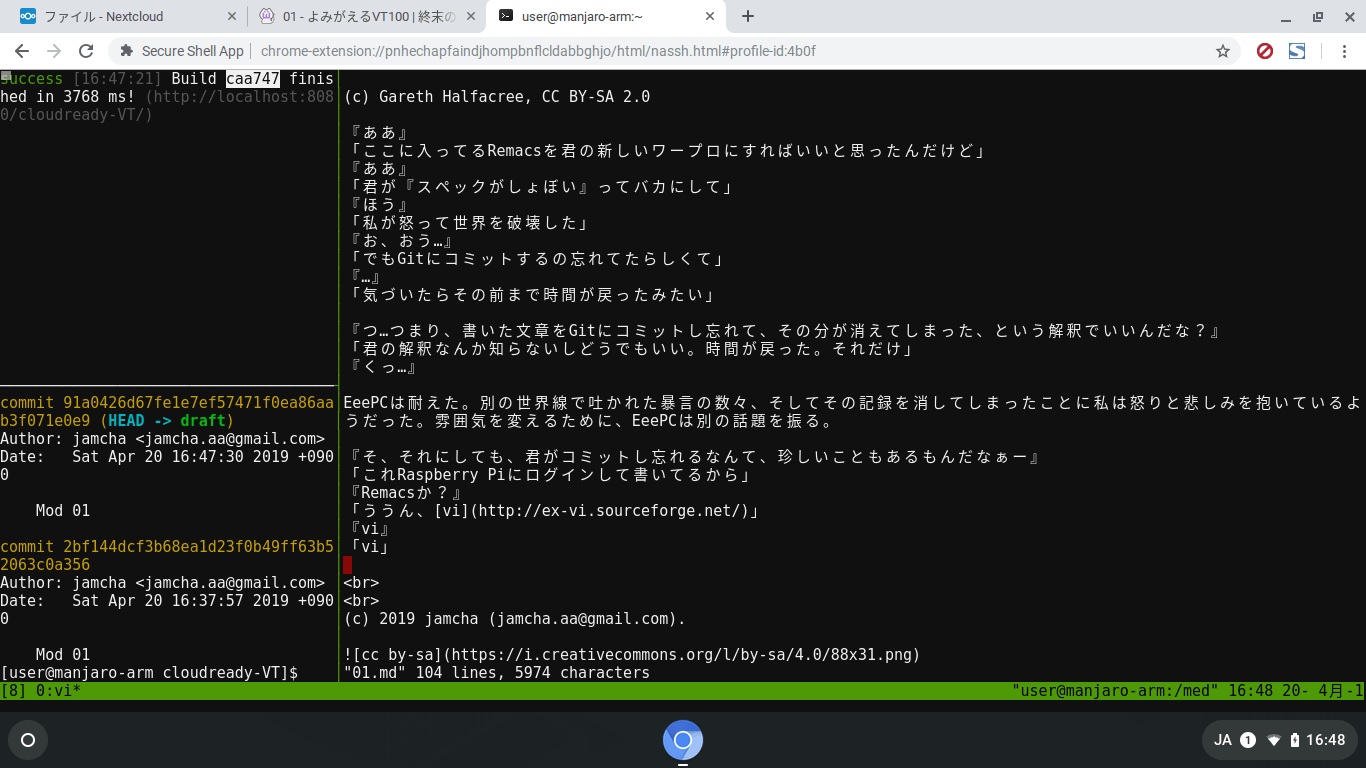 ファイル - Nextcloud
01 - よみがえるVT100 | 終末の
user@manjaro-arm:~
Secure Shell App
chrome-extension://pnhechapfaindjhompbnflcldabbghjo/html/nassh.html#profile-id:4b0f
success [16:47:21] Build caa747 finis
hed in 3768 ms! (http://localhost:808
0/cloudready-VT/)
commit 91a0426d67fe1e7ef57471f0ea86aa
b3f071e0e9 (HEAD -> draft)
Author: jamcha <jamcha.aa@gmail.com>
Date:   Sat Apr 20 16:47:30 2019 +090
0
    Mod 01
commit 2bf144dcf3b68ea1d23f0b49ff63b5
2063c0a356
Author: jamcha <jamcha.aa@gmail.com>
Date:   Sat Apr 20 16:37:57 2019 +090
0
    Mod 01
[user@manjaro-arm cloudready-VT]$
(c) Gareth Halfacree, CC BY-SA 2.0
『ああ』
「ここに入ってるRemacsを君の新しいワープロにすればいいと思ったんだけど」
『ああ』
「君が『スペックがしょぼい』ってバカにして」
『ほう』
「私が怒って世界を破壊した」
『お、おう…』
「でもGitにコミットするの忘れてたらしくて」
『…』
「気づいたらその前まで時間が戻ったみたい」
『つ…つまり、書いた文章をGitにコミットし忘れて、その分が消えてしまった、という解釈でいいんだな？』
「君の解釈なんか知らないしどうでもいい。時間が戻った。それだけ」
『くっ…』
EeePCは耐えた。別の世界線で吐かれた暴言の数々、そしてその記録を消してしまったことに私は怒りと悲しみを抱いているよ
うだった。雰囲気を変えるために、EeePCは別の話題を振る。
『そ、それにしても、君がコミットし忘れるなんて、珍しいこともあるもんだなぁー』
「これRaspberry Piにログインして書いてるから」
『Remacsか？』
「ううん、[vi](http://ex-vi.sourceforge.net/)」
『vi』
「vi」
<br>
<br>
(c) 2019 jamcha (jamcha.aa@gmail.com).
![cc by-sa](https://i.creativecommons.org/l/by-sa/4.0/88x31.png)
"01.md" 104 lines, 5974 characters
[8] 0:vi*
"user@manjaro-arm:/med" 16:48 20- 4月-1
JA
1
16:48